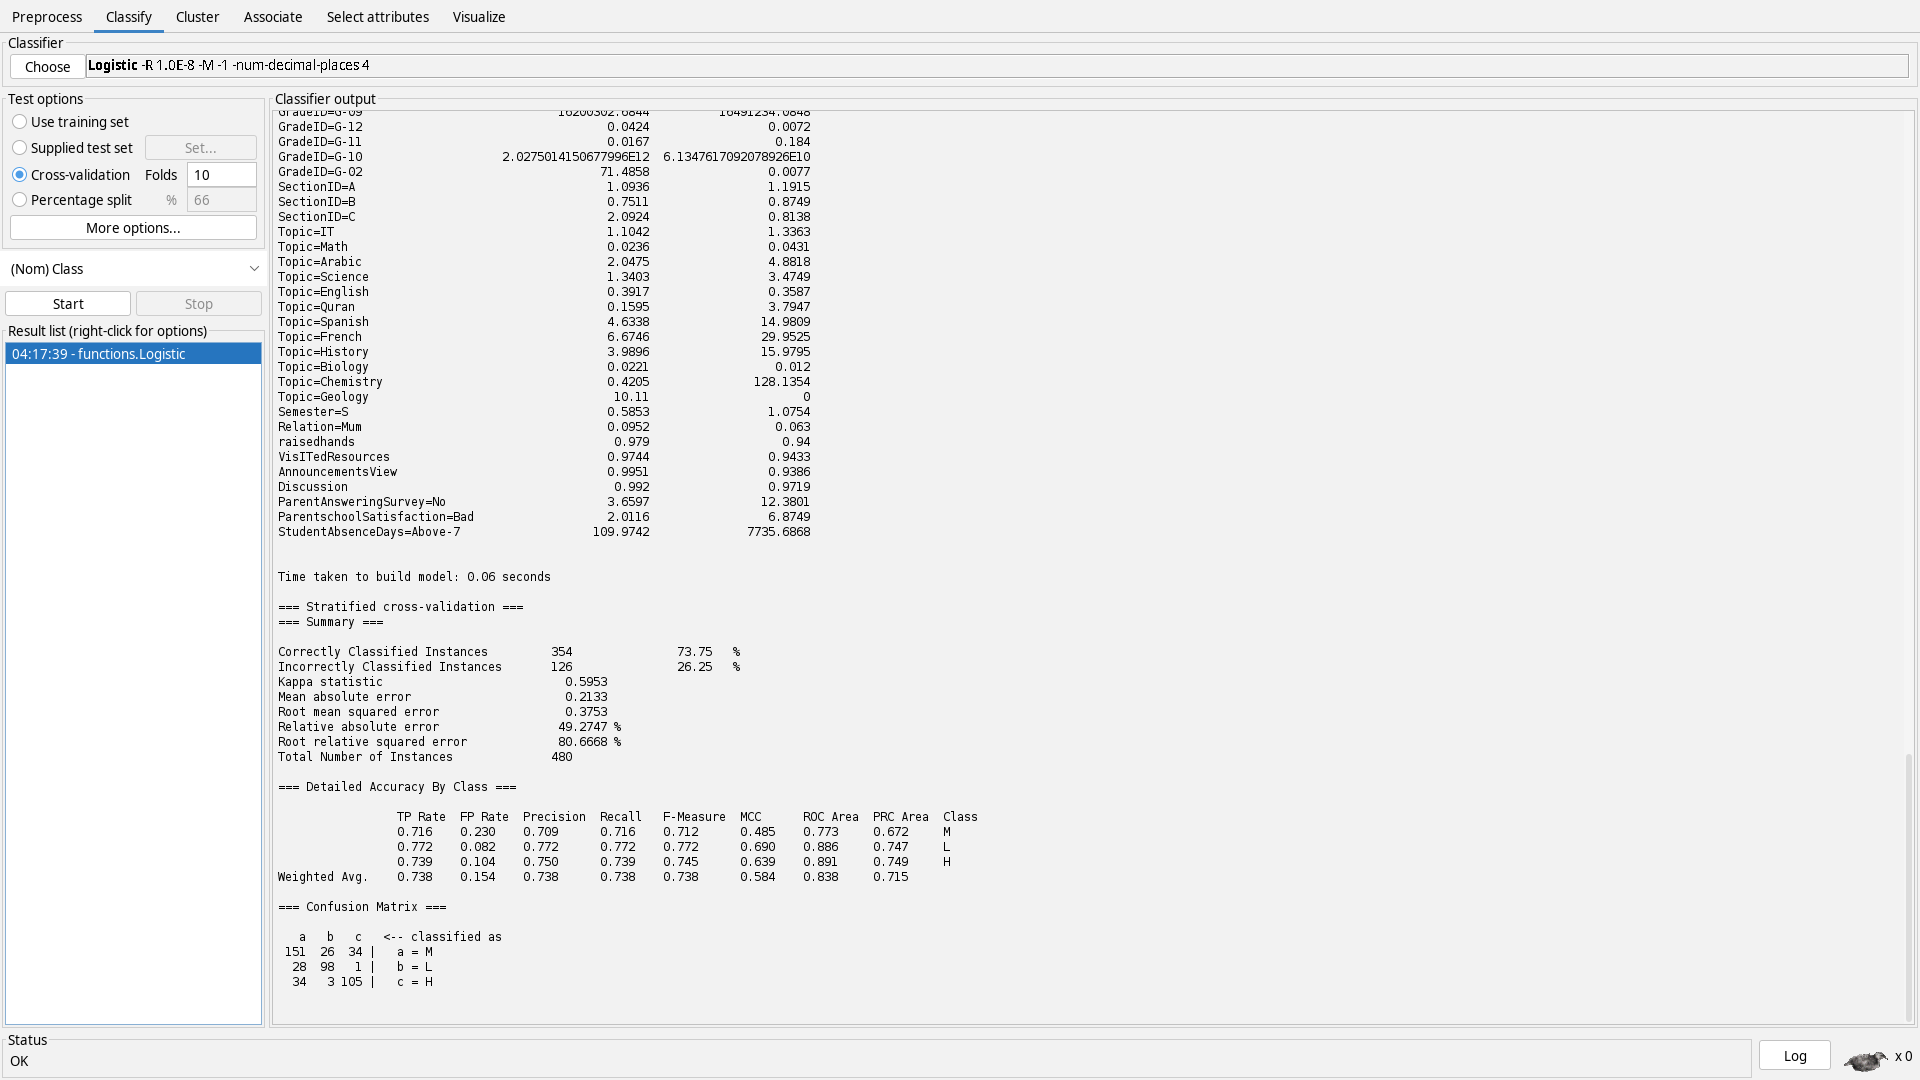 Preprocess Classify Cluster Associate Select attributes Visualize
Classifier
Choose Logistic -R 1.0E-8 -M -1 -num-decimal-places 4
Test options
Use training set
Supplied test set Set...
Cross-validation Folds 10
Percentage split % 66
More options...
(Nom) Class
Start Stop
Result list (right-click for options)
04:17:39 - functions.Logistic
Classifier output
GradeID=G-09 16200302.6844 16491234.0848
GradeID=G-12 0.0424 0.0072
GradeID=G-11 0.0167 0.184
GradeID=G-10 2.0275014150677996E12 6.1347617092078926E10
GradeID=G-02 71.4858 0.0077
SectionID=A 1.0936 1.1915
SectionID=B 0.7511 0.8749
SectionID=C 2.0924 0.8138
Topic=IT 1.1042 1.3363
Topic=Math 0.0236 0.0431
Topic=Arabic 2.0475 4.8818
Topic=Science 1.3403 3.4749
Topic=English 0.3917 0.3587
Topic=Quran 0.1595 3.7947
Topic=Spanish 4.6338 14.9809
Topic=French 6.6746 29.9525
Topic=History 3.9896 15.9795
Topic=Biology 0.0221 0.012
Topic=Chemistry 0.4205 128.1354
Topic=Geology 10.11 0
Semester=S 0.5853 1.0754
Relation=Mum 0.0952 0.063
raisedhands 0.979 0.94
VisITedResources 0.9744 0.9433
AnnouncementsView 0.9951 0.9386
Discussion 0.992 0.9719
ParentAnsweringSurvey=No 3.6597 12.3801
ParentschoolSatisfaction=Bad 2.0116 6.8749
StudentAbsenceDays=Above-7 109.9742 7735.6868
Time taken to build model: 0.06 seconds
=== Stratified cross-validation ===
=== Summary ===
Correctly Classified Instances 354 73.75 %
Incorrectly Classified Instances 126 26.25 %
Kappa statistic 0.5953
Mean absolute error 0.2133
Root mean squared error 0.3753
Relative absolute error 49.2747 %
Root relative squared error 80.6668 %
Total Number of Instances 480
=== Detailed Accuracy By Class ===
TP Rate FP Rate Precision Recall F-Measure MCC ROC Area PRC Area Class
0.716 0.230 0.709 0.716 0.712 0.485 0.773 0.672 M
0.772 0.082 0.772 0.772 0.772 0.690 0.886 0.747 L
0.739 0.104 0.750 0.739 0.745 0.639 0.891 0.749 H
Weighted Avg. 0.738 0.154 0.738 0.738 0.738 0.584 0.838 0.715
=== Confusion Matrix ===
a b c <-- classified as
151 26 34 | a = M
28 98 1 | b = L
34 3 105 | c = H
Status
OK
Log x 0